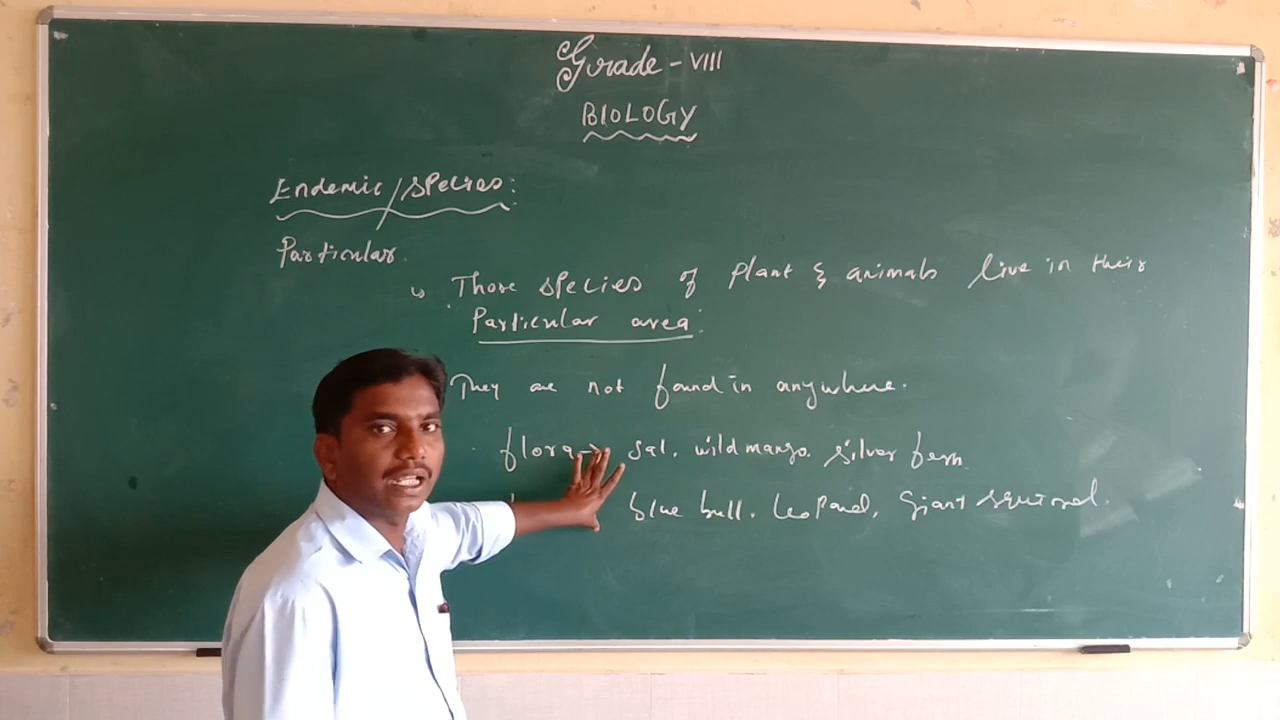 Grade - VIII
BIOLOGY
Endemic/species:
Particular.
Those species of plant & animals live in their
Particular area:
They are not found in anywhere.
flora → sal, wild mango, silver fern
blue bull, Leopard, Giant squirrel.